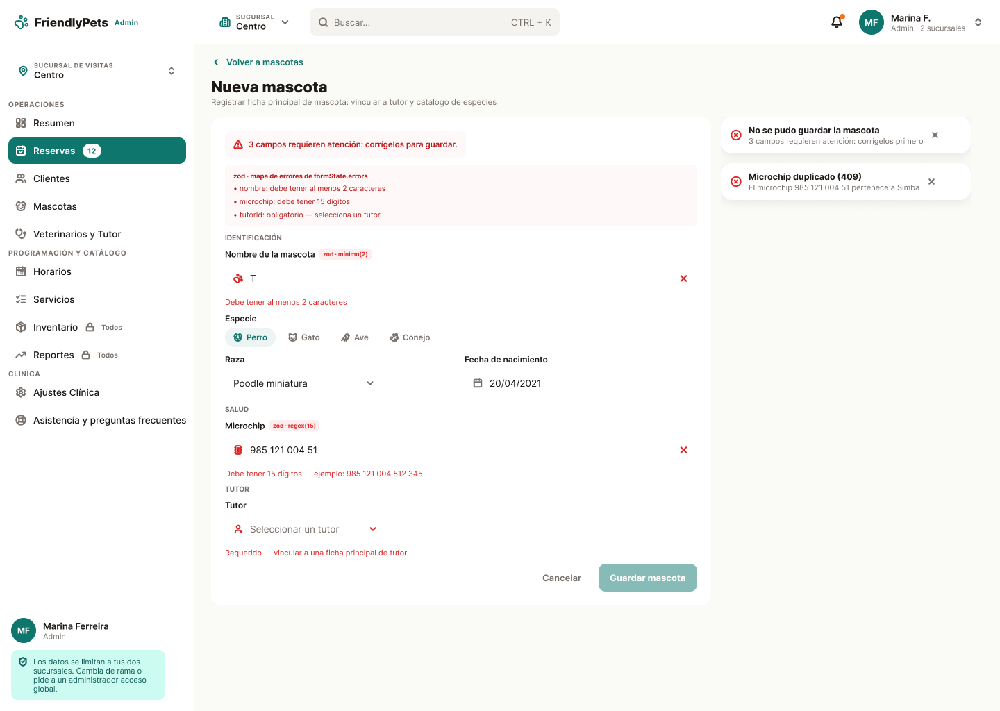 FriendlyPets Admin
SUCURSAL
Centro
Buscar...
CTRL + K
MF
Marina F.
Admin · 2 sucursales
SUCURSAL DE VISITAS
Centro
OPERACIONES
Resumen
Reservas 12
Clientes
Mascotas
Veterinarios y Tutor
PROGRAMACIÓN Y CATÁLOGO
Horarios
Servicios
Inventario Todos
Reportes Todos
CLINICA
Ajustes Clínica
Asistencia y preguntas frecuentes
MF
Marina Ferreira
Admin
Los datos se limitan a tus dos
sucursales. Cambia de rama o
pide a un administrador acceso
global.
Volver a mascotas
Nueva mascota
Registrar ficha principal de mascota: vincular a tutor y catálogo de especies
3 campos requieren atención: corrígelos para guardar.
zod · mapa de errores de formState.errors
• nombre: debe tener al menos 2 caracteres
• microchip: debe tener 15 dígitos
• tutorId: obligatorio — selecciona un tutor
IDENTIFICACIÓN
Nombre de la mascota zod · mínimo(2)
T
Debe tener al menos 2 caracteres
Especie
Perro Gato Ave Conejo
Raza Fecha de nacimiento
Poodle miniatura 20/04/2021
SALUD
Microchip zod · regex(15)
985 121 004 51
Debe tener 15 dígitos — ejemplo: 985 121 004 512 345
TUTOR
Tutor
Seleccionar un tutor
Requerido — vincular a una ficha principal de tutor
Cancelar Guardar mascota
No se pudo guardar la mascota
3 campos requieren atención: corrígelos primero
Microchip duplicado (409)
El microchip 985 121 004 51 pertenece a Simba